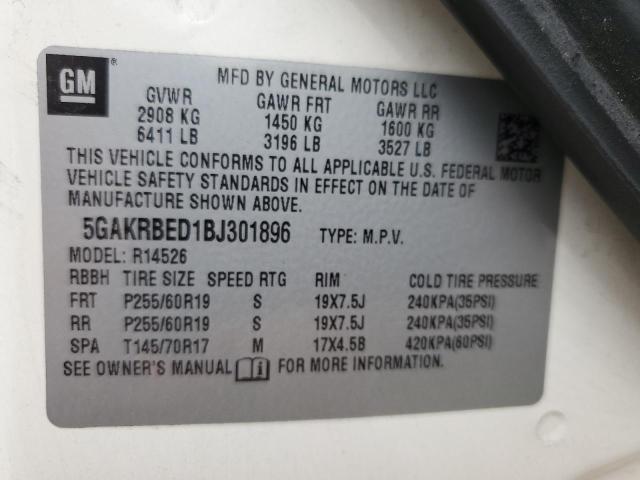 GM ® MFD BY GENERAL MOTORS LLC
GVWR GAWR FRT GAWR RR
2908 KG 1450 KG 1600 KG
6411 LB 3196 LB 3527 LB
THIS VEHICLE CONFORMS TO ALL APPLICABLE U.S. FEDERAL MOTOR
VEHICLE SAFETY STANDARDS IN EFFECT ON THE DATE OF
MANUFACTURE SHOWN ABOVE.
5GAKRBED1BJ301896 TYPE: M.P.V.
MODEL: R14526
RBBH TIRE SIZE SPEED RTG RIM COLD TIRE PRESSURE
FRT P255/60R19 S 19X7.5J 240KPA(35PSI)
RR P255/60R19 S 19X7.5J 240KPA(35PSI)
SPA T145/70R17 M 17X4.5B 420KPA(60PSI)
SEE OWNER'S MANUAL FOR MORE INFORMATION.